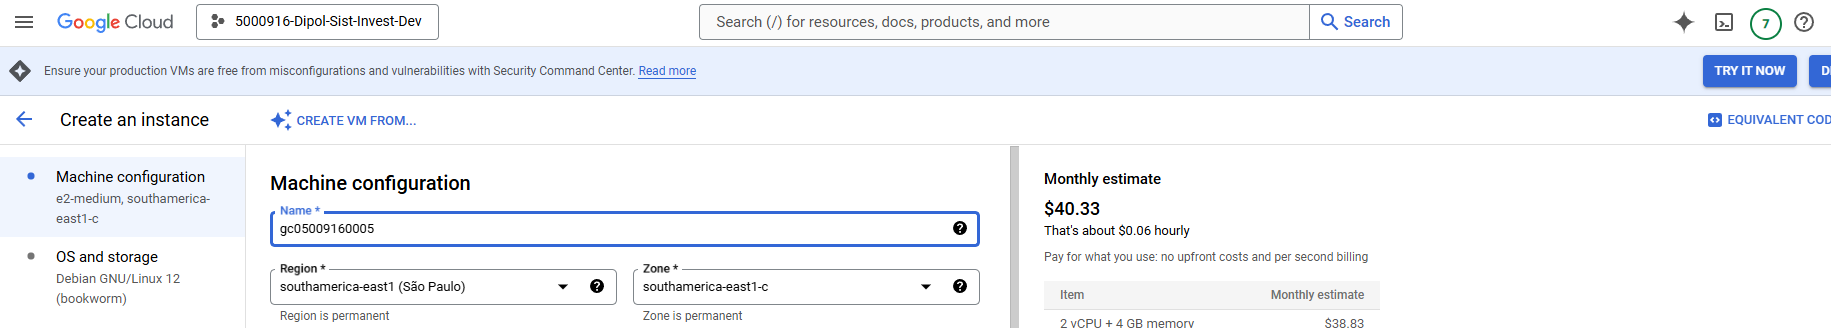 Google Cloud
5000916-Dipol-Sist-Invest-Dev
Search (/) for resources, docs, products, and more
Search
7
Ensure your production VMs are free from misconfigurations and vulnerabilities with Security Command Center. Read more
TRY IT NOW
Create an instance
CREATE VM FROM...
EQUIVALENT COD
Machine configuration
e2-medium, southamerica-
east1-c
OS and storage
Debian GNU/Linux 12
(bookworm)
Machine configuration
Name *
gc05009160005
Region *
southamerica-east1 (São Paulo)
Region is permanent
Zone *
southamerica-east1-c
Zone is permanent
Monthly estimate
$40.33
That's about $0.06 hourly
Pay for what you use: no upfront costs and per second billing
Item Monthly estimate
2 vCPU + 4 GB memory $38.83